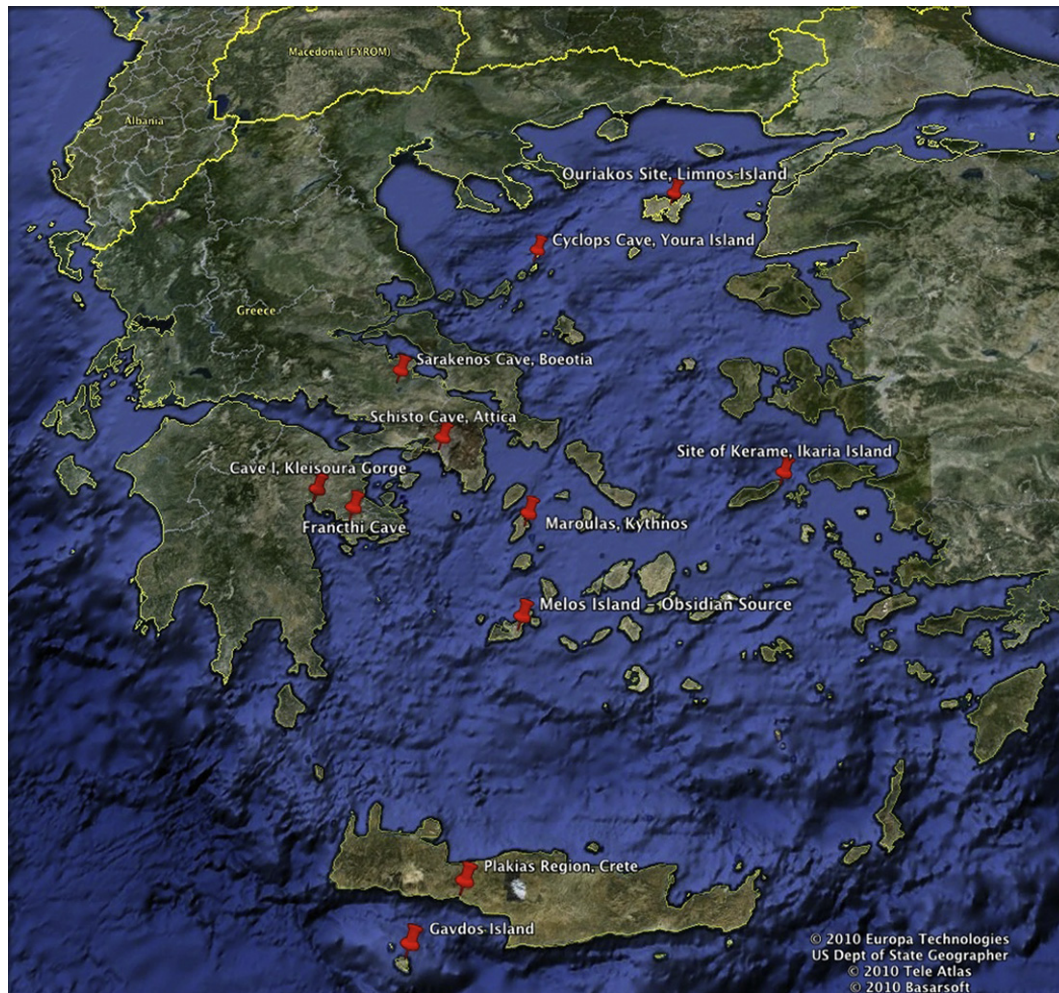 Macedonia (FYROM)
Albania
Ouriakos Site, Limnos Island
Cyclops Cave, Youra Island
Greece
Sarakenos Cave, Boeotia
Schisto Cave, Attica
Site of Kerame, Ikaria Island
Cave I, Kleisoura Gorge
Francthi Cave
Maroulas, Kythnos
Melos Island - Obsidian Source
Plakias Region, Crete
Gavdos Island
© 2010 Europa Technologies
US Dept of State Geographer
© 2010 Tele Atlas
© 2010 Basarsoft